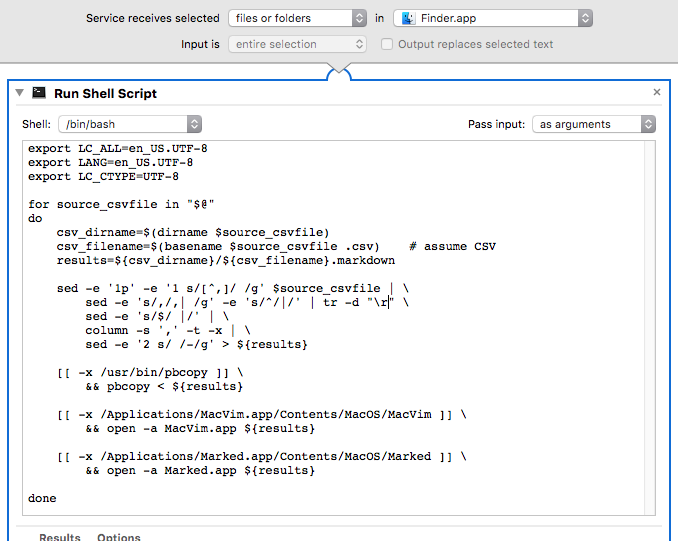 Service receives selected files or folders in Finder.app
Input is entire selection Output replaces selected text
Run Shell Script
Shell: /bin/bash Pass input: as arguments
export LC_ALL=en_US.UTF-8
export LANG=en_US.UTF-8
export LC_CTYPE=UTF-8
for source_csvfile in "$@"
do
    csv_dirname=$(dirname $source_csvfile)
    csv_filename=$(basename $source_csvfile .csv)    # assume CSV
    results=${csv_dirname}/${csv_filename}.markdown
    sed -e '1p' -e '1 s/[^,]/ /g' $source_csvfile | \
        sed -e 's/,/,| /g' -e 's/^/|/' | tr -d "\r" \
        sed -e 's/$/ |/' | \
        column -s ',' -t -x | \
        sed -e '2 s/ /-/g' > ${results}
    [[ -x /usr/bin/pbcopy ]] \
        && pbcopy < ${results}
    [[ -x /Applications/MacVim.app/Contents/MacOS/MacVim ]] \
        && open -a MacVim.app ${results}
    [[ -x /Applications/Marked.app/Contents/MacOS/Marked ]] \
        && open -a Marked.app ${results}
done
Results Options